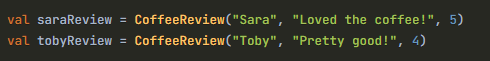 val saraReview = CoffeeReview("Sara", "Loved the coffee!", 5)
val tobyReview = CoffeeReview("Toby", "Pretty good!", 4)